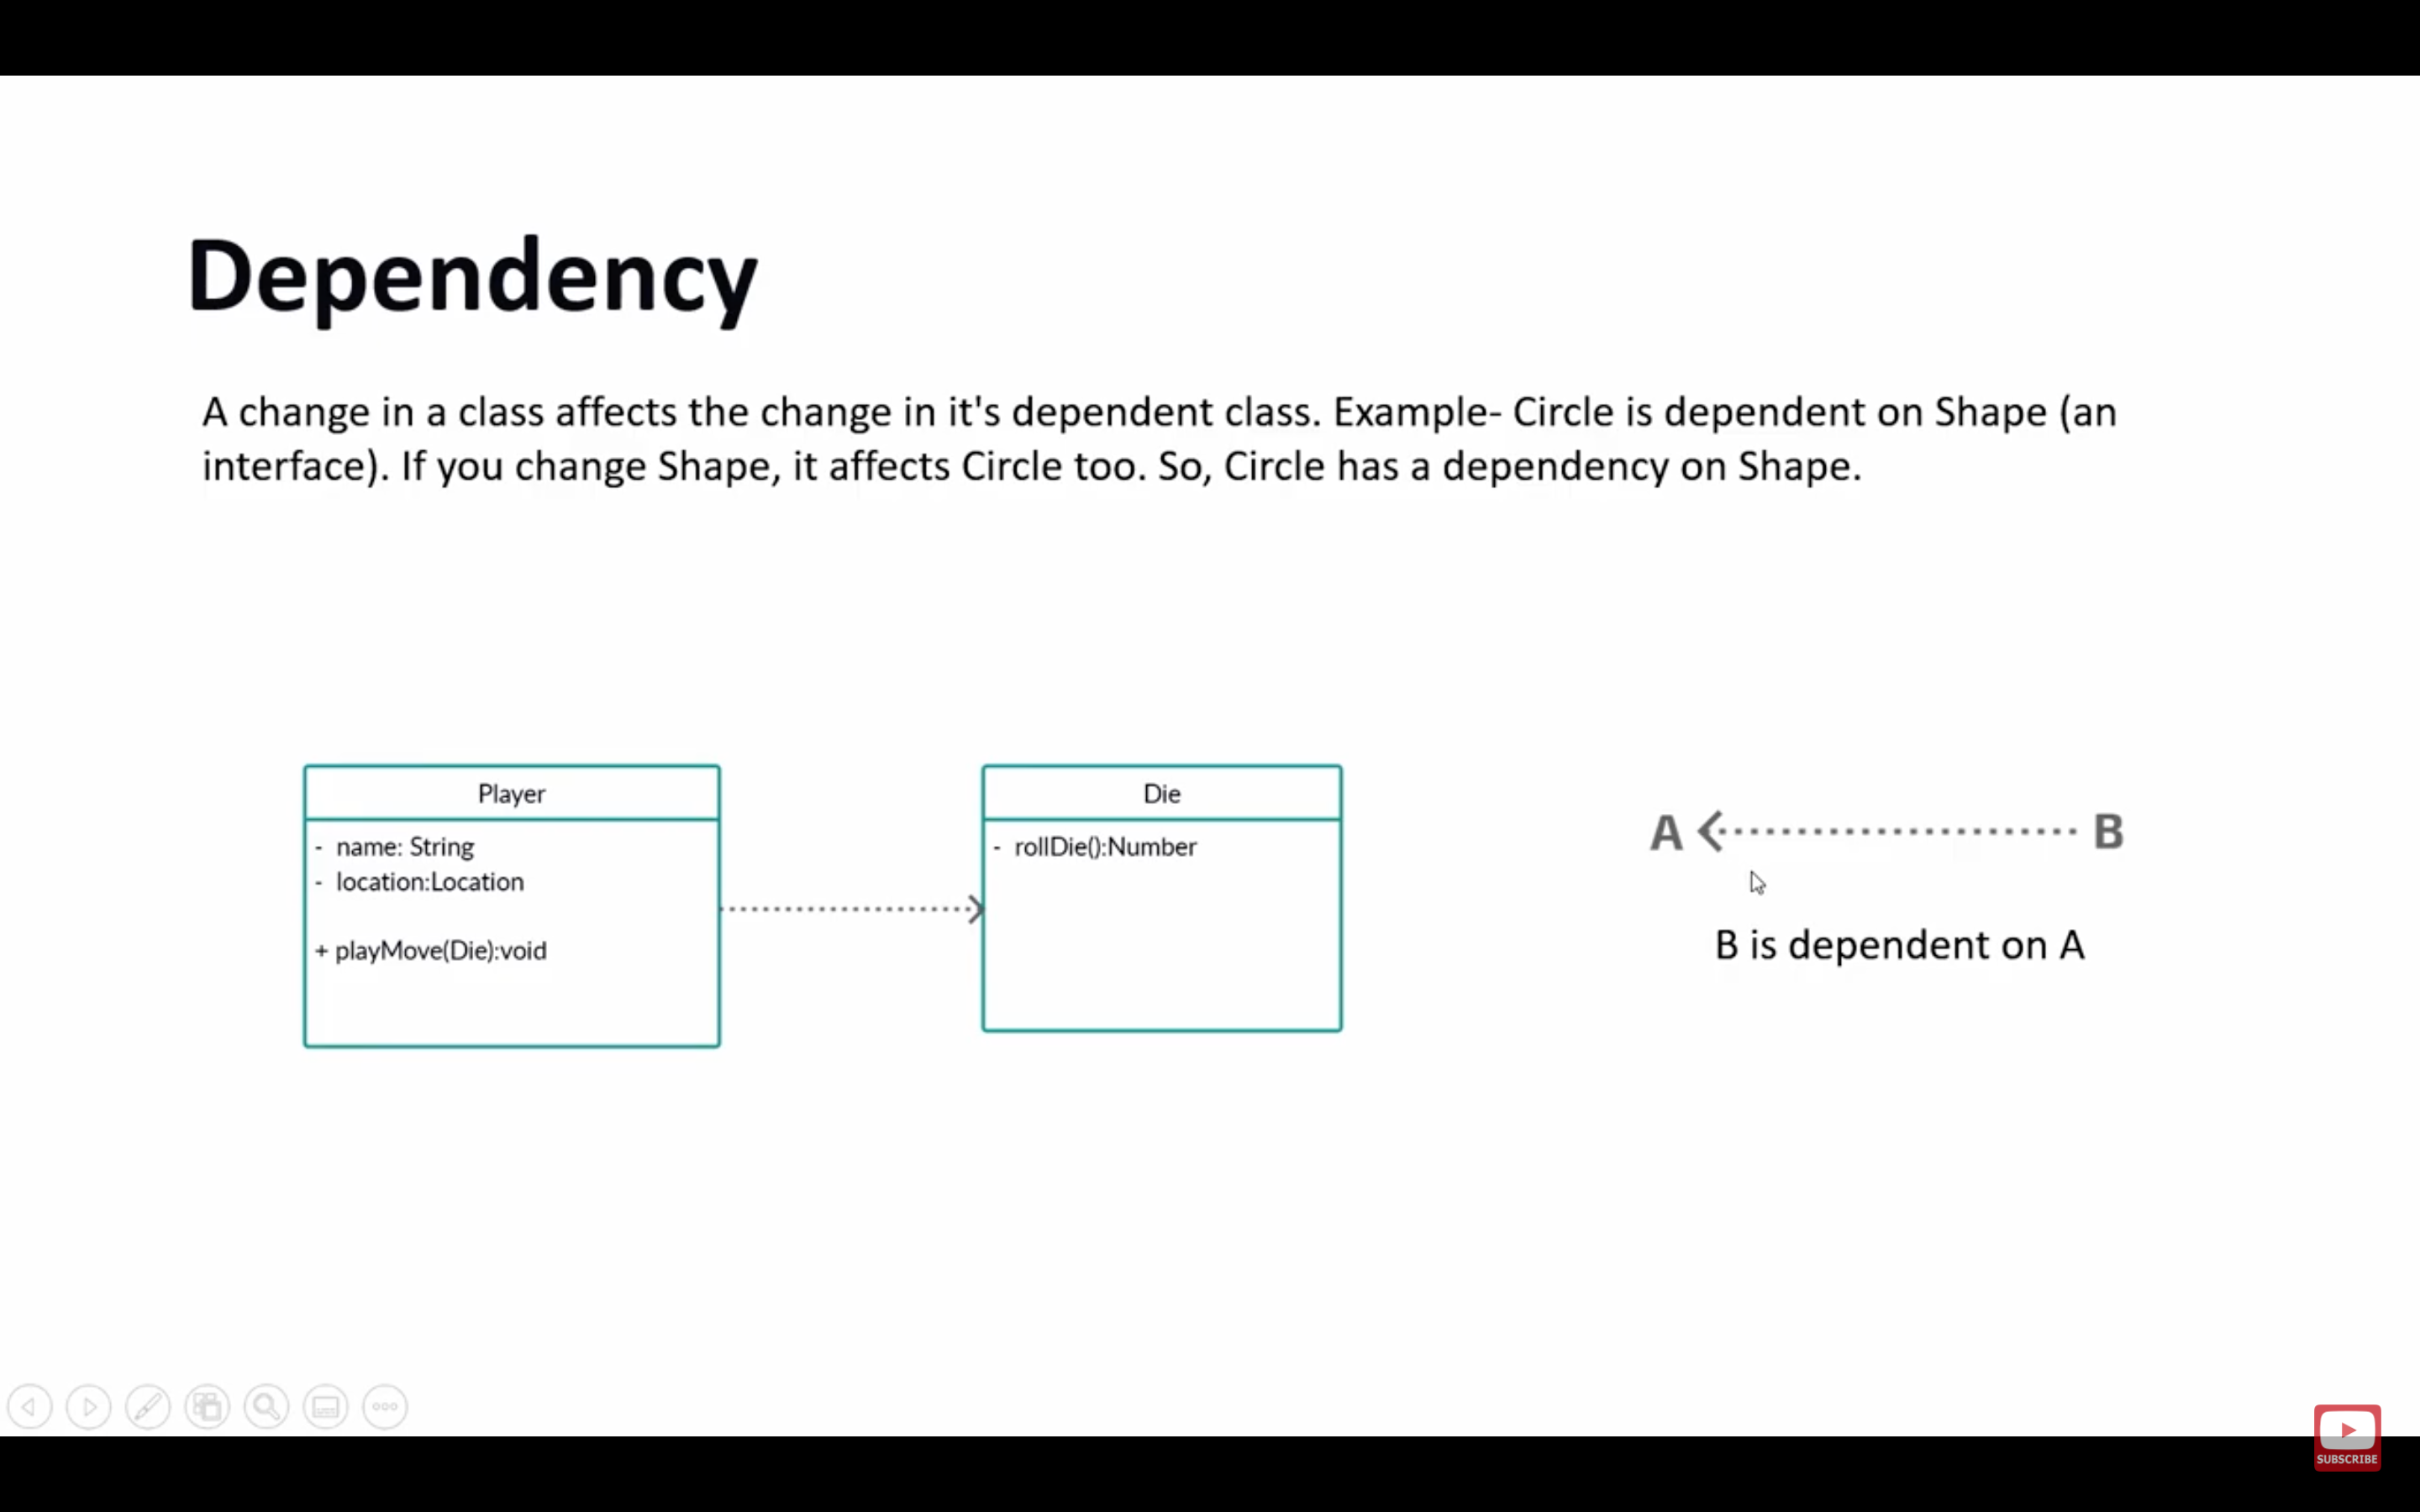 Dependency
A change in a class affects the change in it's dependent class. Example- Circle is dependent on Shape (an
interface). If you change Shape, it affects Circle too. So, Circle has a dependency on Shape.
Player
- name: String
- location:Location
+ playMove(Die):void
Die
- rollDie():Number
A B
B is dependent on A
SUBSCRIBE